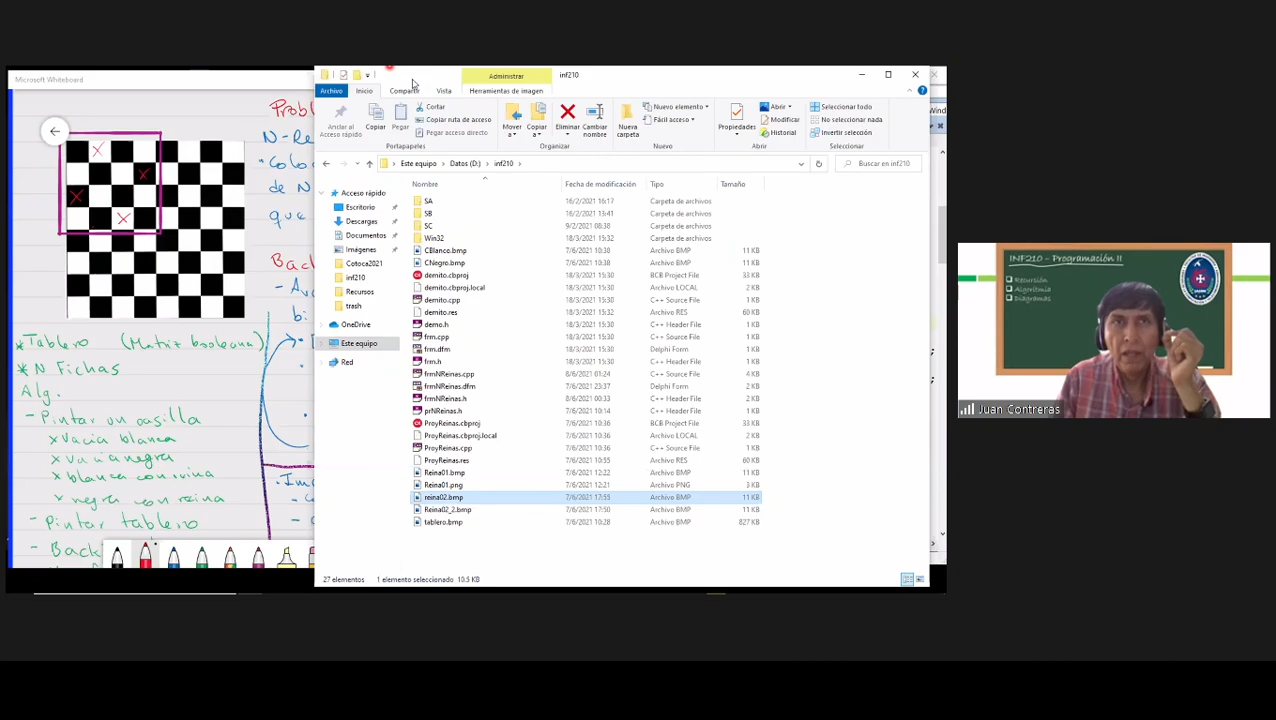 Microsoft Whiteboard
Probl
N-Re
Colo
de N
que
Back
*Tablero (Matriz booleana)
*N Fichas
Alg.
- Pintar un casilla
x Vacia blanca
x Vacia negra
x blanca con reina
x negra con reina
- Pintar tablero
- Back
Administrar
inf210
Archivo Inicio Compartir Vista Herramientas de imagen
Anclar al Acceso rápido
Copiar
Pegar
Cortar
Copiar ruta de acceso
Pegar acceso directo
Portapapeles
Mover a
Copiar a
Eliminar
Cambiar nombre
Organizar
Nueva carpeta
Nuevo elemento
Fácil acceso
Nuevo
Propiedades
Abrir
Modificar
Historial
Abrir
Seleccionar todo
No seleccionar nada
Invertir selección
Seleccionar
Wind
Este equipo > Datos (D:) > inf210 >
Buscar en inf210
Nombre Fecha de modificación Tipo Tamaño
Acceso rápido
Escritorio
Descargas
Documentos
Imágenes
Cotoca2021
inf210
Recursos
trash
OneDrive
Este equipo
Red
SA 16/2/2021 16:17 Carpeta de archivos
SB 16/2/2021 13:41 Carpeta de archivos
SC 9/2/2021 08:38 Carpeta de archivos
Win32 18/3/2021 15:32 Carpeta de archivos
CBlanco.bmp 7/6/2021 10:38 Archivo BMP 11 KB
CNegro.bmp 7/6/2021 10:38 Archivo BMP 11 KB
demito.cbproj 18/3/2021 15:30 BCB Project File 33 KB
demito.cbproj.local 18/3/2021 15:30 Archivo LOCAL 2 KB
demito.cpp 18/3/2021 15:30 C++ Source File 1 KB
demito.res 18/3/2021 15:32 Archivo RES 60 KB
demo.h 18/3/2021 15:30 C++ Header File 1 KB
frm.cpp 18/3/2021 15:30 C++ Source File 1 KB
frm.dfm 18/3/2021 15:30 Delphi Form 1 KB
frm.h 18/3/2021 15:30 C++ Header File 1 KB
frmNReinas.cpp 8/6/2021 01:24 C++ Source File 4 KB
frmNReinas.dfm 7/6/2021 23:37 Delphi Form 2 KB
frmNReinas.h 8/6/2021 00:33 C++ Header File 2 KB
prNReinas.h 7/6/2021 10:14 C++ Header File 1 KB
ProyReinas.cbproj 7/6/2021 10:36 BCB Project File 33 KB
ProyReinas.cbproj.local 7/6/2021 10:36 Archivo LOCAL 2 KB
ProyReinas.cpp 7/6/2021 10:36 C++ Source File 1 KB
ProyReinas.res 7/6/2021 10:55 Archivo RES 60 KB
Reina01.bmp 7/6/2021 12:22 Archivo BMP 11 KB
Reina01.png 7/6/2021 12:21 Archivo PNG 3 KB
reina02.bmp 7/6/2021 17:55 Archivo BMP 11 KB
Reina02_2.bmp 7/6/2021 17:50 Archivo BMP 11 KB
tablero.bmp 7/6/2021 10:28 Archivo BMP 827 KB
27 elementos 1 elemento seleccionado 10.5 KB
INF210 - Programación II
Recursión
Algoritmia
Diagramas
Juan Contreras